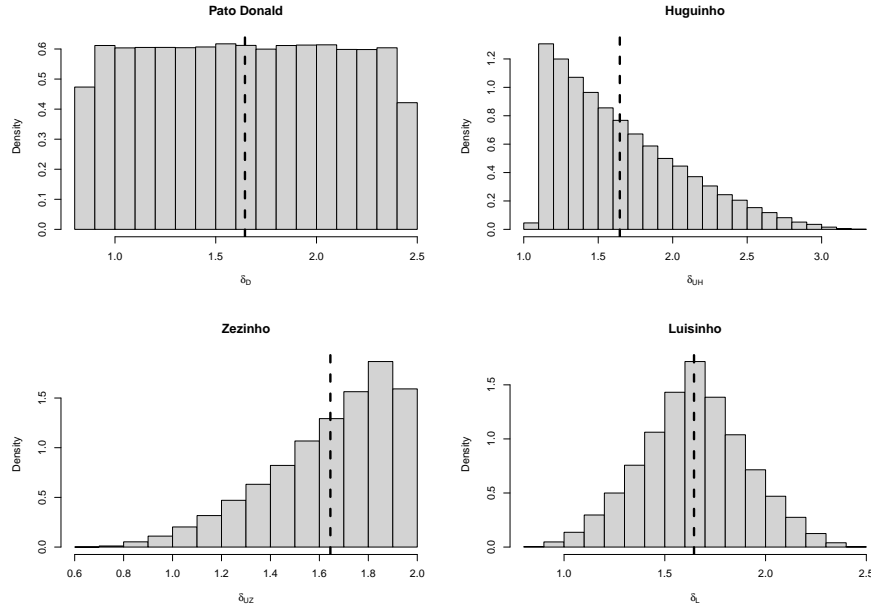 Pato Donald
Density
0.0 0.1 0.2 0.3 0.4 0.5 0.6
1.0 1.5 2.0 2.5
δD
Huguinho
Density
0.0 0.2 0.4 0.6 0.8 1.0 1.2
1.0 1.5 2.0 2.5 3.0
δUH
Zezinho
Density
0.0 0.5 1.0 1.5
0.6 0.8 1.0 1.2 1.4 1.6 1.8 2.0
δUZ
Luisinho
Density
0.0 0.5 1.0 1.5
1.0 1.5 2.0 2.5
δL